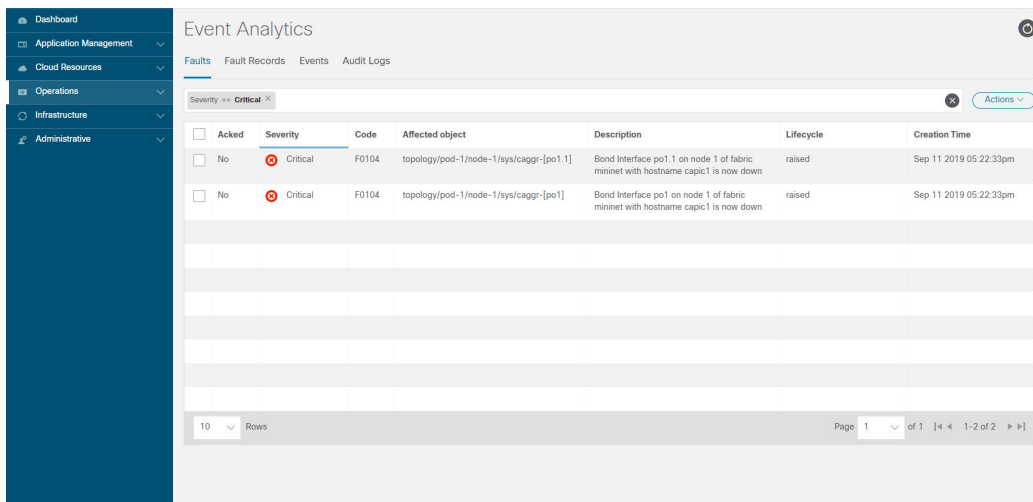 Dashboard
Application Management
Cloud Resources
Operations
Infrastructure
Administrative
Event Analytics
Faults Fault Records Events Audit Logs
Severity == Critical ×
Actions
Acked Severity Code Affected object Description Lifecycle Creation Time
No Critical F0104 topology/pod-1/node-1/sys/caggr-[po1.1] Bond Interface po1.1 on node 1 of fabric raised Sep 11 2019 05:22:33pm
mininet with hostname capic1 is now down
No Critical F0104 topology/pod-1/node-1/sys/caggr-[po1] Bond Interface po1 on node 1 of fabric raised Sep 11 2019 05:22:33pm
mininet with hostname capic1 is now down
10 Rows Page 1 of 1 1-2 of 2